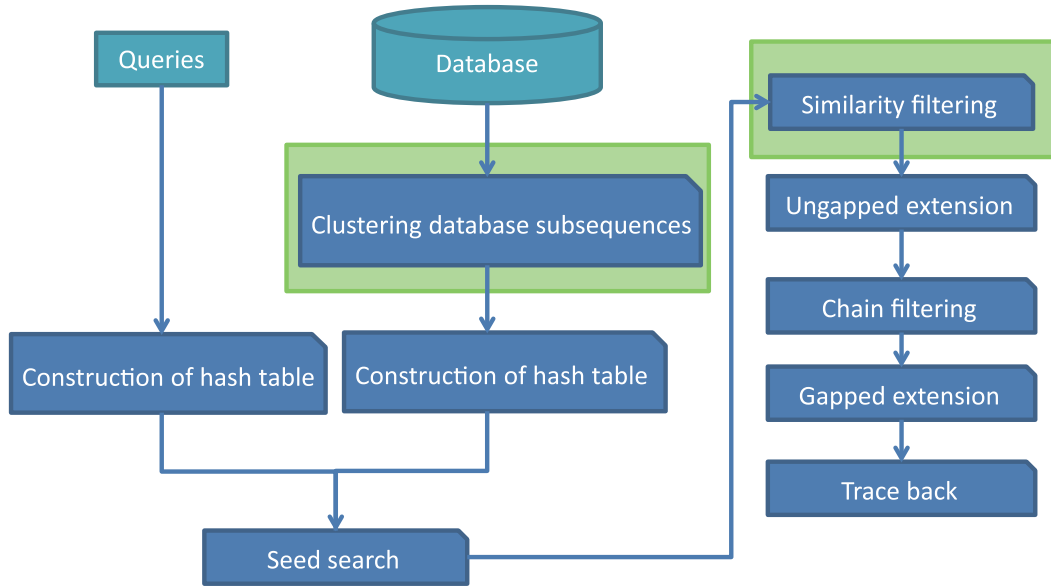 Queries
Database
Clustering database subsequences
Construction of hash table
Construction of hash table
Seed search
Similarity filtering
Ungapped extension
Chain filtering
Gapped extension
Trace back